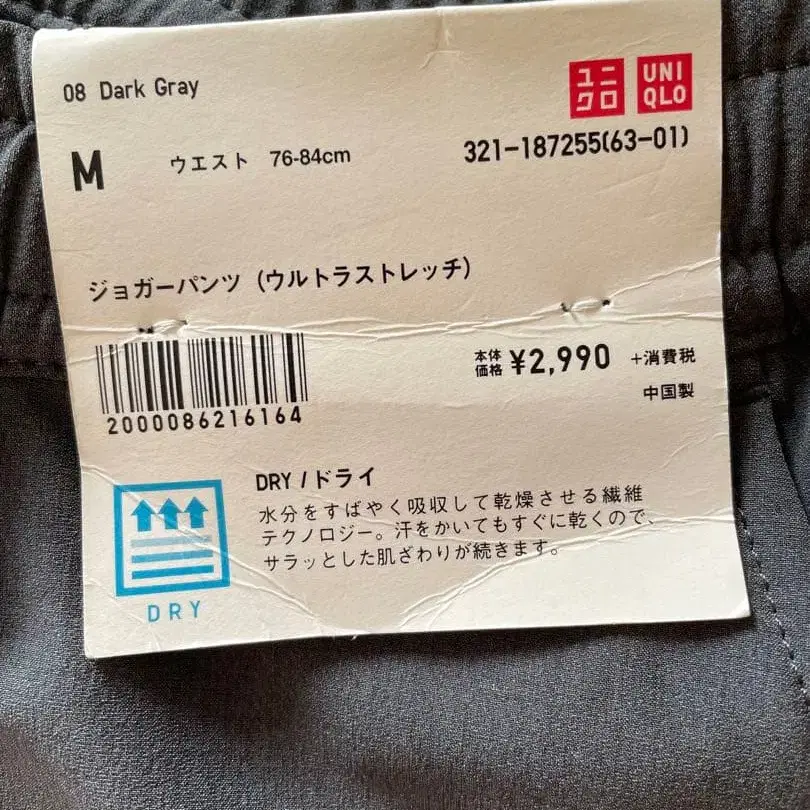 08 Dark Gray
ユニクロ
UNIQLO
M ウエスト 76-84cm
321-187255(63-01)
ジョガーパンツ (ウルトラストレッチ)
本体価格 ¥2,990 +消費税
中国製
2000086216164
DRY / ドライ
水分をすばやく吸収して乾燥させる繊維
テクノロジー。汗をかいてもすぐに乾くので、
サラッとした肌ざわりが続きます。
DRY